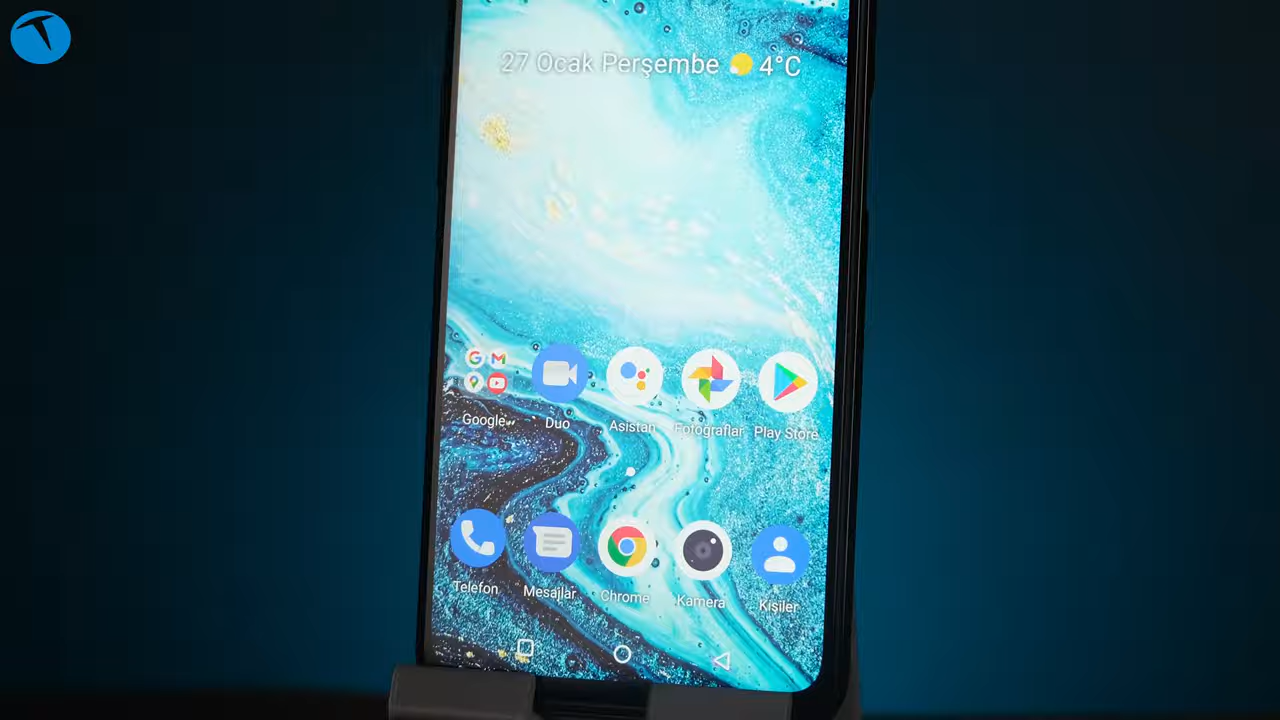 27 Ocak Perşembe 4°C
Google
Duo
Asistan
Fotoğraflar
Play Store
Telefon
Mesajlar
Chrome
Kamera
Kişiler